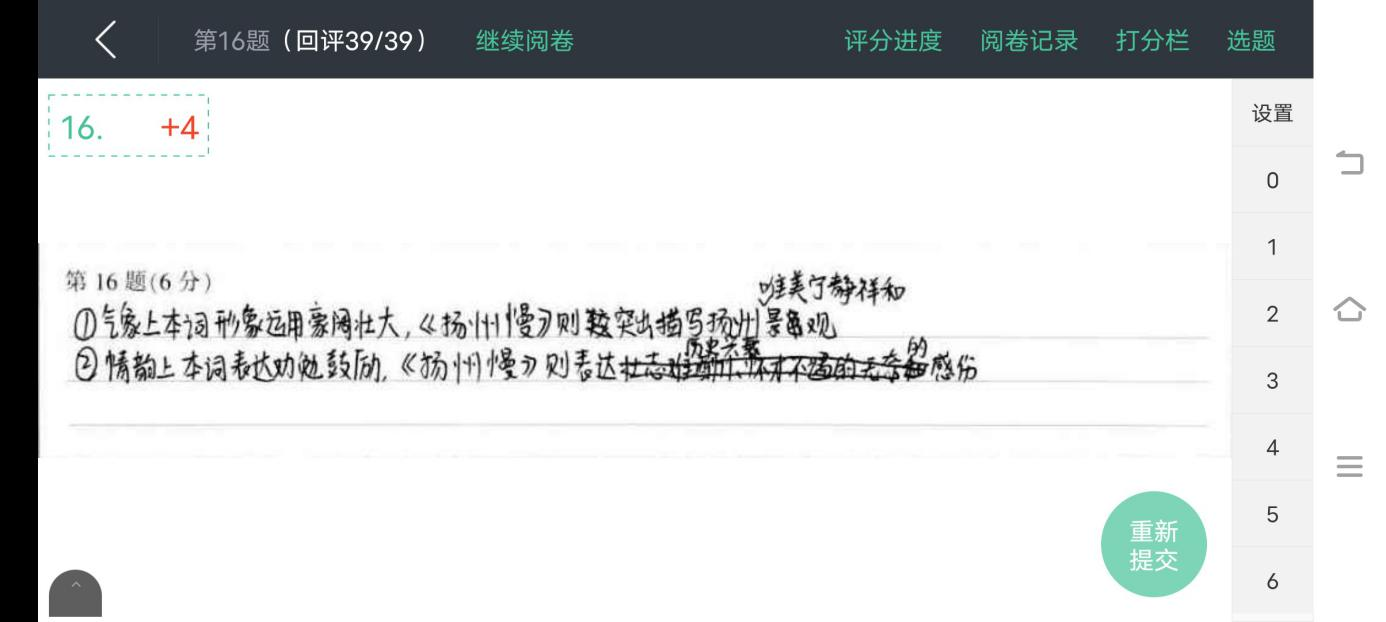 第16题（回评39/39） 继续阅卷 评分进度 阅卷记录 打分栏 选题
16. +4
设置
0
1
2
3
4
5
6
第 16 题(6 分)
唯美宁静祥和
①气象上本词形象运用豪阔壮大,《扬州慢》则突出描写扬州景观
历史兴衰的
②情韵上本词表达劝勉鼓励,《扬州慢》则表达感伤
重新
提交